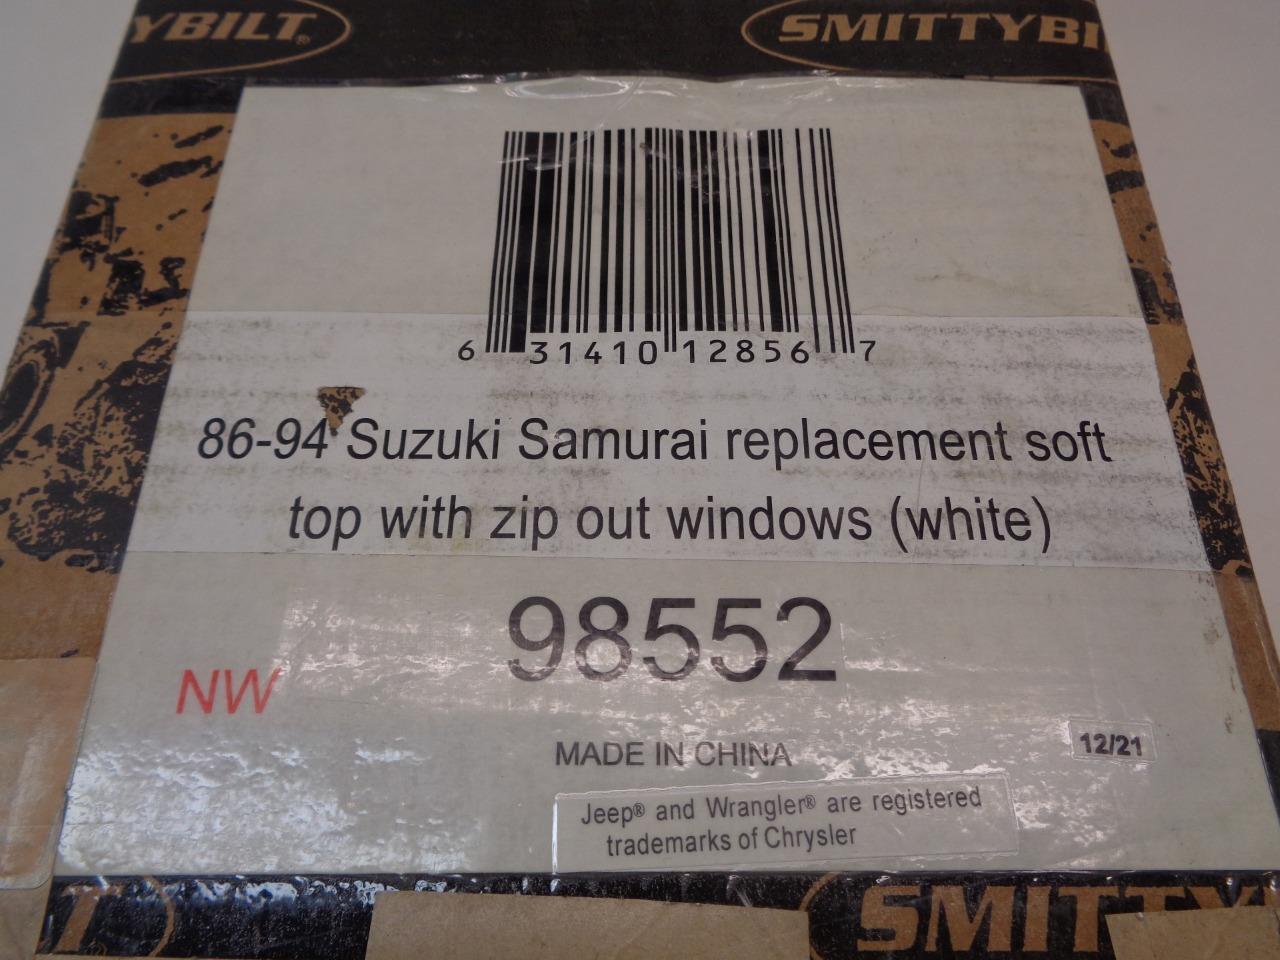 YBILT®
SMITTYBI
6 31410 12856 7
86-94 Suzuki Samurai replacement soft
top with zip out windows (white)
98552
NW
MADE IN CHINA
12/21
Jeep® and Wrangler® are registered
trademarks of Chrysler
T
SMITTY